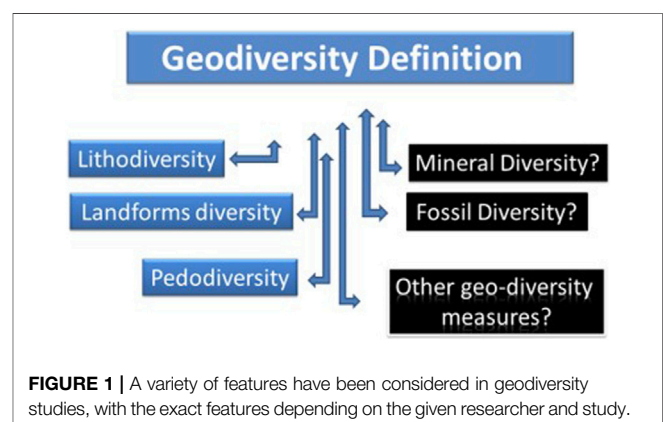 Geodiversity Definition
Lithodiversity
Landforms diversity
Pedodiversity
Mineral Diversity?
Fossil Diversity?
Other geo-diversity
measures?
FIGURE 1 | A variety of features have been considered in geodiversity
studies, with the exact features depending on the given researcher and study.